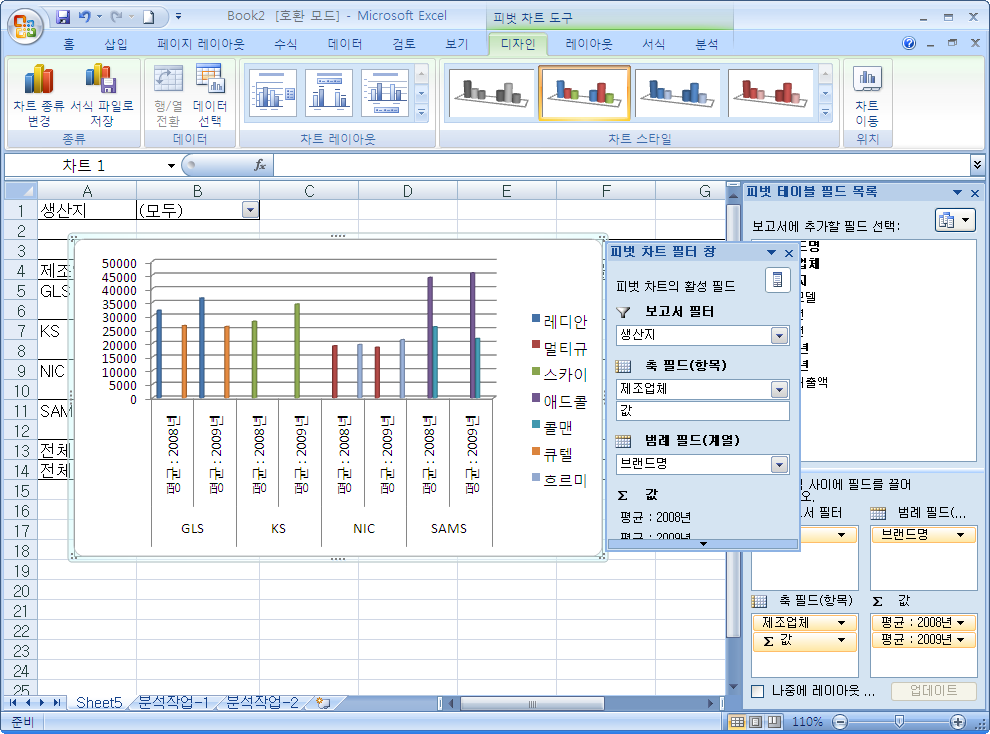 Book2 [호환 모드] - Microsoft Excel
피벗 차트 도구
홈 삽입 페이지 레이아웃 수식 데이터 검토 보기 디자인 레이아웃 서식 분석
차트 종류 변경
서식 파일로 저장
종류
행/열 전환
데이터 선택
데이터
차트 레이아웃
차트 스타일
차트 이동
위치
차트 1
fx
A B C D E F G
1 생산지 (모두)
2
3
4 제조
5 GLS
6
7 KS
8
9 NIC
10
11 SAM
12
13 전체
14 전체
15
16
17
18
19
20
21
22
23
24
25
50000
45000
40000
35000
30000
25000
20000
15000
10000
5000
0
평균 : 2008년 평균 : 2009년 평균 : 2008년 평균 : 2009년 평균 : 2008년 평균 : 2009년 평균 : 2008년 평균 : 2009년
GLS KS NIC SAMS
레디안
멀티큐
스카이
애드콜
콜맨
큐텔
흐르미
피벗 차트 필터 창
피벗 차트의 활성 필드
보고서 필터
생산지
축 필드(항목)
제조업체
값
범례 필드(계열)
브랜드명
Σ 값
평균 : 2008년
평균 : 2009년
피벗 테이블 필드 목록
보고서에 추가할 필드 선택:
드명
업체
지
모델
년
년
년
출액
사이에 필드를 끌어
오.
서 필터
범례 필드(...
브랜드명
축 필드(항목)
Σ 값
제조업체
Σ 값
평균 : 2008년
평균 : 2009년
나중에 레이아웃 ...
업데이트
Sheet5 분석작업-1 분석작업-2
준비
110%